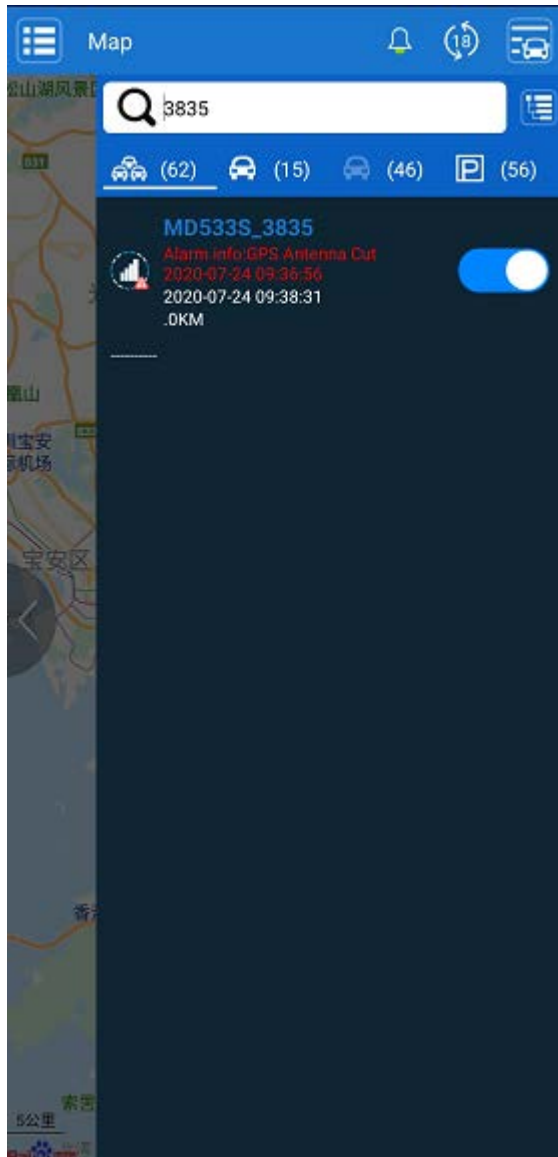 Map
18
3835
(62)
(15)
(46)
P
(56)
MD533S_3835
Alarm info:GPS Antenna Cut
2020-07-24 09:36:56
2020-07-24 09:38:31
.0KM
----------
松山湖风景区
宝安
机场
宝安区
5公里